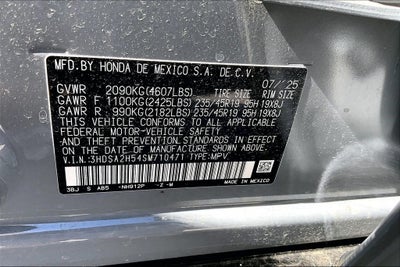 MFD.BY HONDA DE MEXICO S.A. DE C.V.
07/'25
GVWR 2090KG(4607LBS) TIRE SIZE RIM SIZE
GAWR F 1100KG(2425LBS) 235/45R19 95H 19X8J
GAWR R 990KG(2182LBS) 235/45R19 95H 19X8J
THIS VEHICLE CONFORMS TO ALL APPLICABLE
FEDERAL MOTOR-VEHICLE SAFETY AND
THEFT PREVENTION STANDARDS IN EFFECT ON
THE DATE OF MANUFACTURE SHOWN ABOVE.
V.I.N:3HDSA2H54SM710471 TYPE:MPV
3BJ S AB5 -NH912P -Z -M MADE IN MEXICO